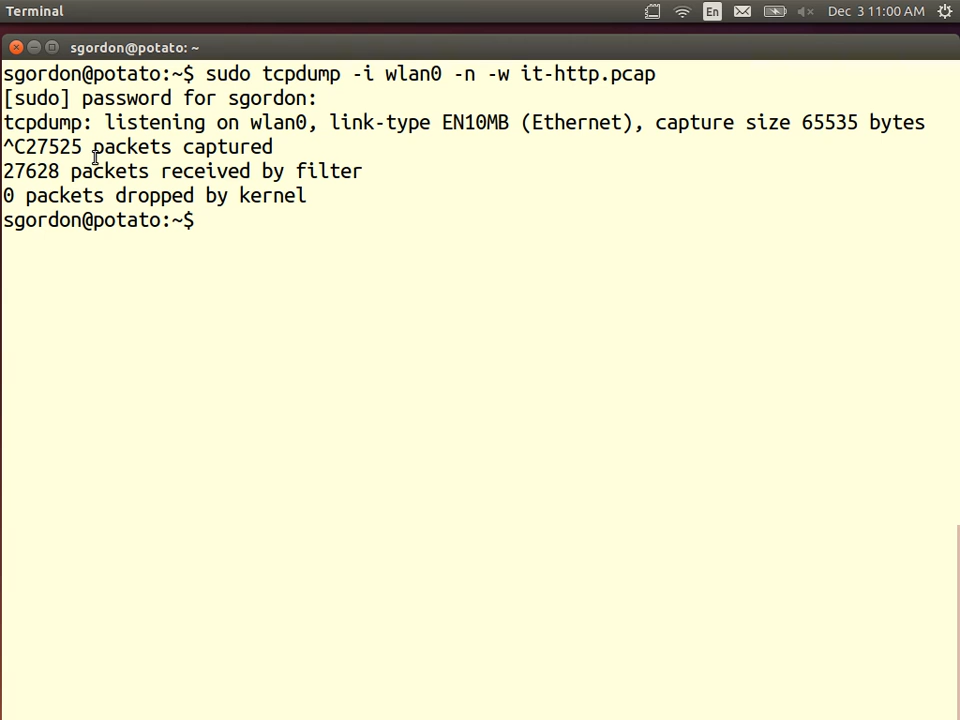 Terminal
En
Dec 3 11:00 AM
sgordon@potato: ~
sgordon@potato:~$ sudo tcpdump -i wlan0 -n -w it-http.pcap
[sudo] password for sgordon:
tcpdump: listening on wlan0, link-type EN10MB (Ethernet), capture size 65535 bytes
^C27525 packets captured
27628 packets received by filter
0 packets dropped by kernel
sgordon@potato:~$